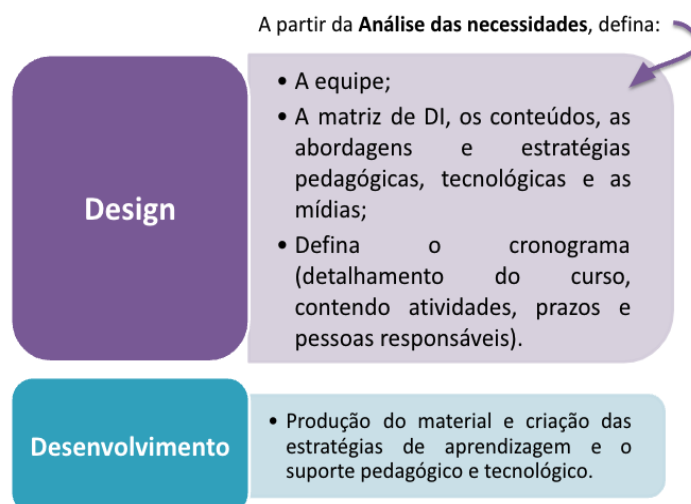 A partir da Análise das necessidades, defina:
Design
• A equipe;
• A matriz de DI, os conteúdos, as
abordagens e estratégias
pedagógicas, tecnológicas e as
mídias;
• Defina o cronograma
(detalhamento do curso,
contendo atividades, prazos e
pessoas responsáveis).
Desenvolvimento
• Produção do material e criação das
estratégias de aprendizagem e o
suporte pedagógico e tecnológico.